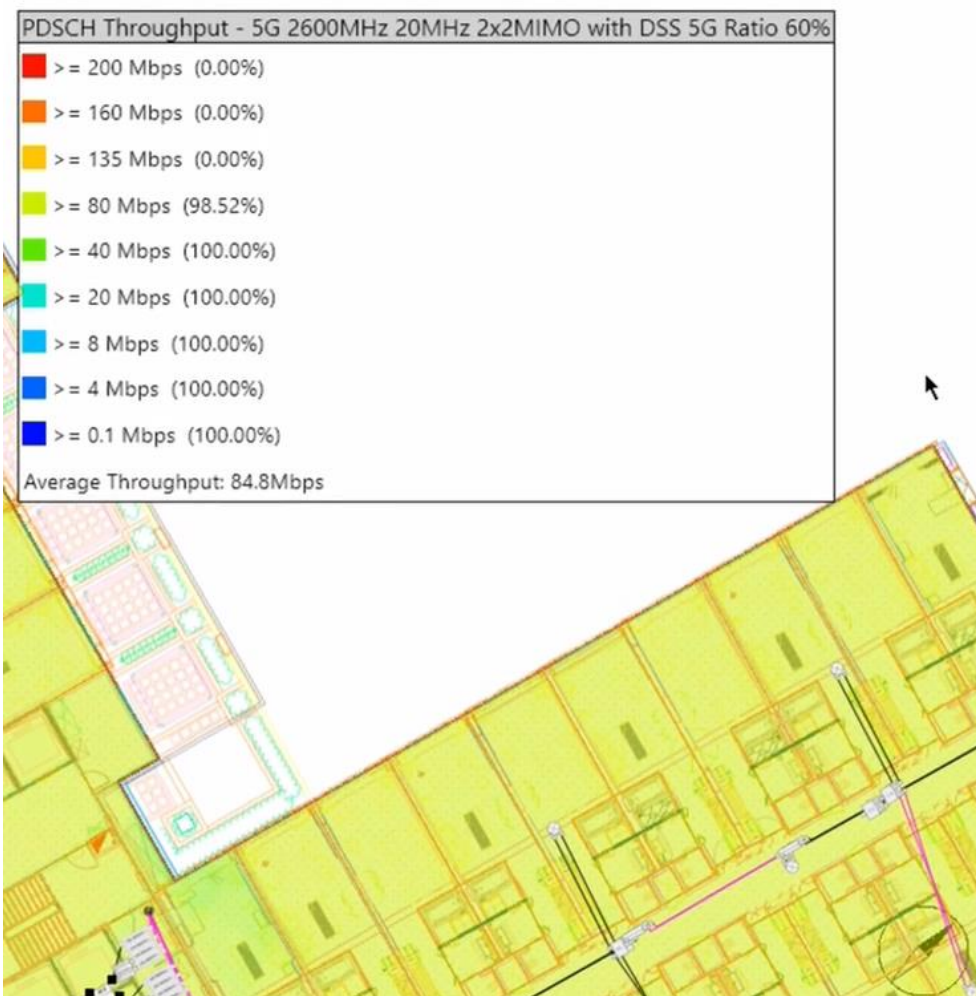 PDSCH Throughput - 5G 2600MHz 20MHz 2x2MIMO with DSS 5G Ratio 60%
>= 200 Mbps (0.00%)
>= 160 Mbps (0.00%)
>= 135 Mbps (0.00%)
>= 80 Mbps (98.52%)
>= 40 Mbps (100.00%)
>= 20 Mbps (100.00%)
>= 8 Mbps (100.00%)
>= 4 Mbps (100.00%)
>= 0.1 Mbps (100.00%)
Average Throughput: 84.8Mbps